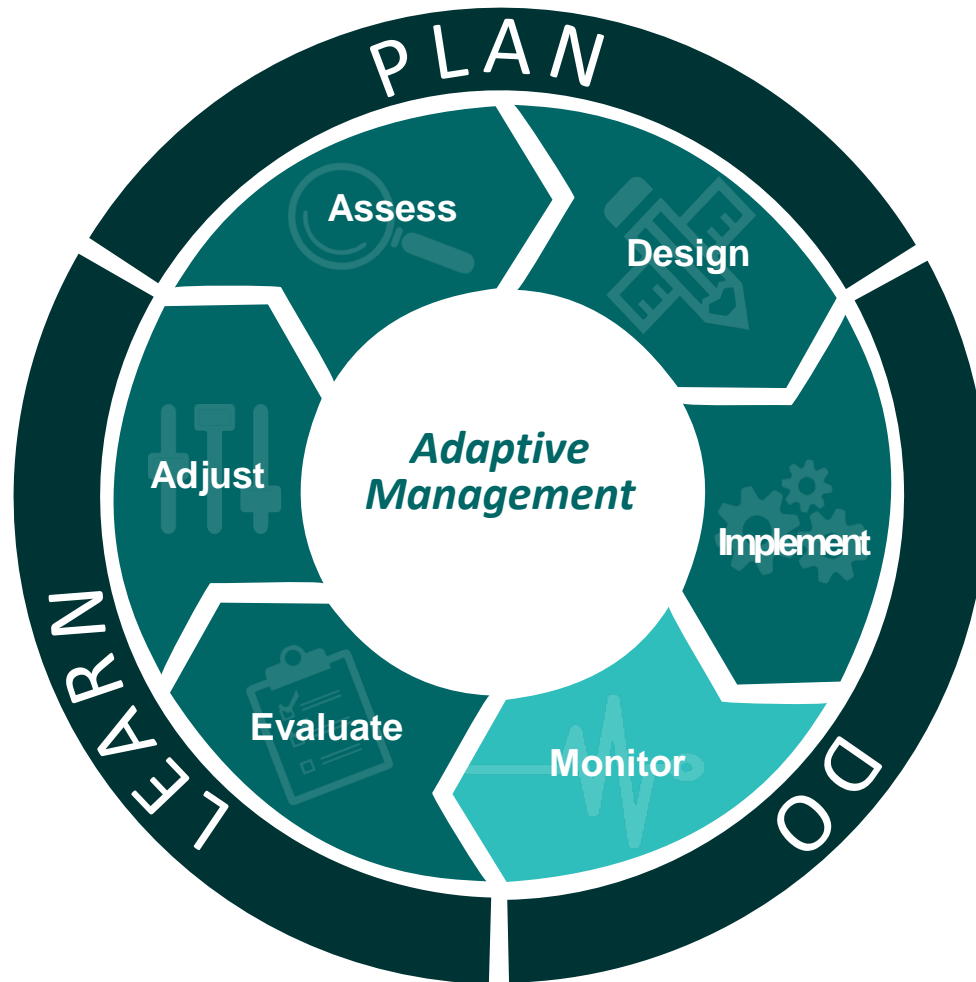 PLAN
Assess
Design
Adjust
Adaptive
Management
Implement
Evaluate
Monitor
LEARN
DO